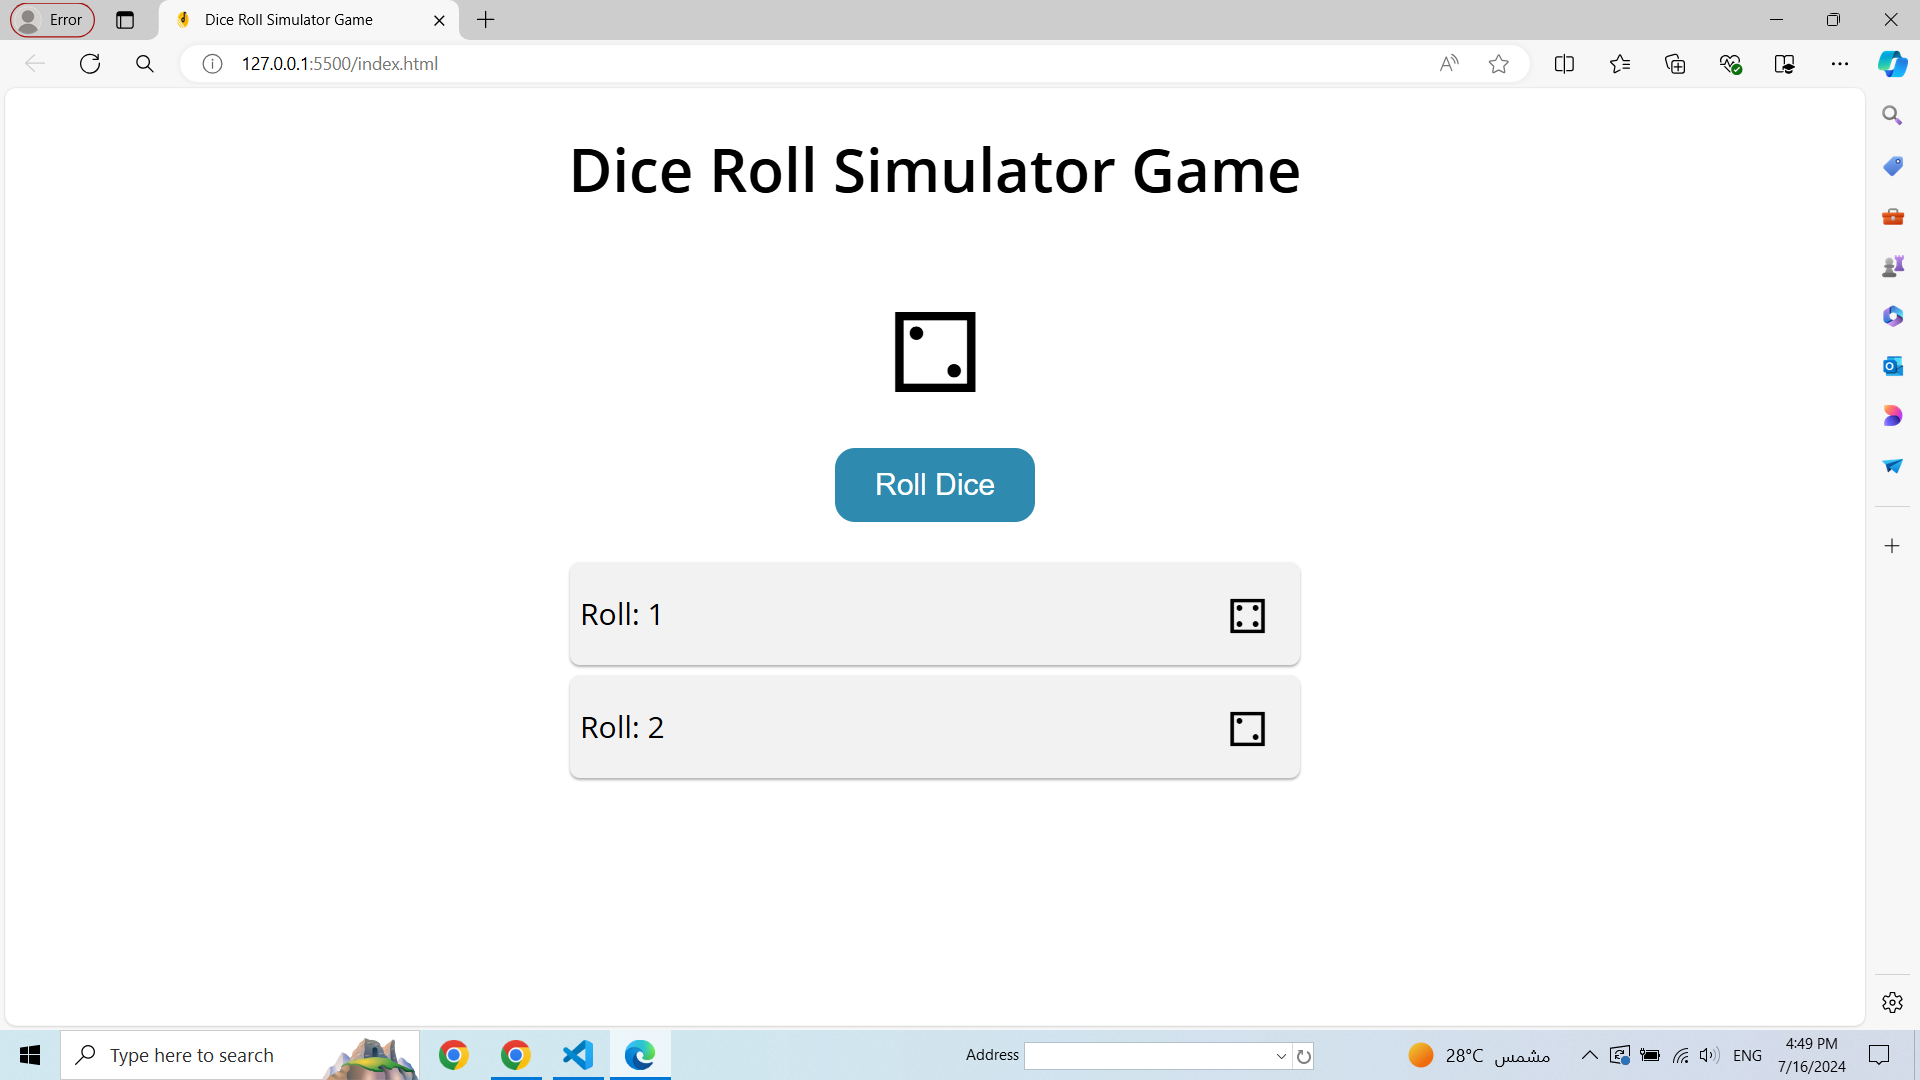 Error
Dice Roll Simulator Game
127.0.0.1:5500/index.html
Dice Roll Simulator Game
Roll Dice
Roll: 1
Roll: 2
Type here to search
Address
28°C مشمس
ENG
4:49 PM
7/16/2024